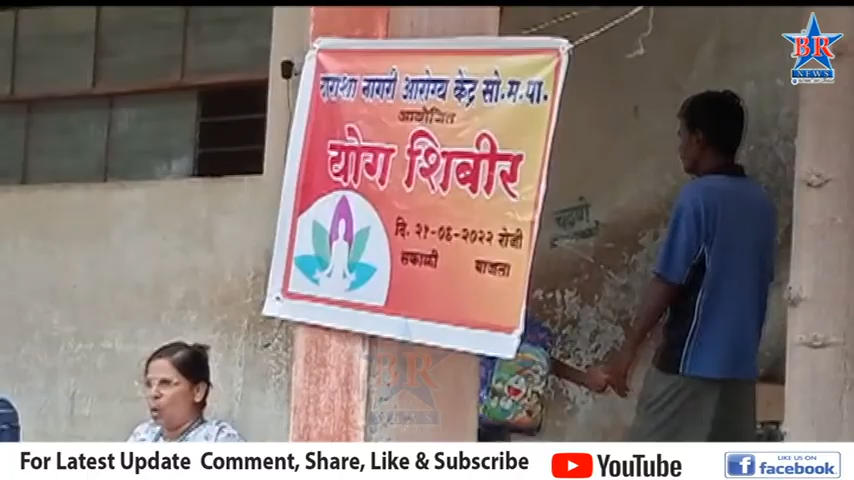 BR
NEWS
नागरी आरोग्य केंद्र सो.म.पा.
आयोजित
योग शिबीर
दि. २१-०६-२०२२ रोजी
सकाळी वाजता
BR
For Latest Update Comment, Share, Like & Subscribe
YouTube
LIKE US ON
facebook